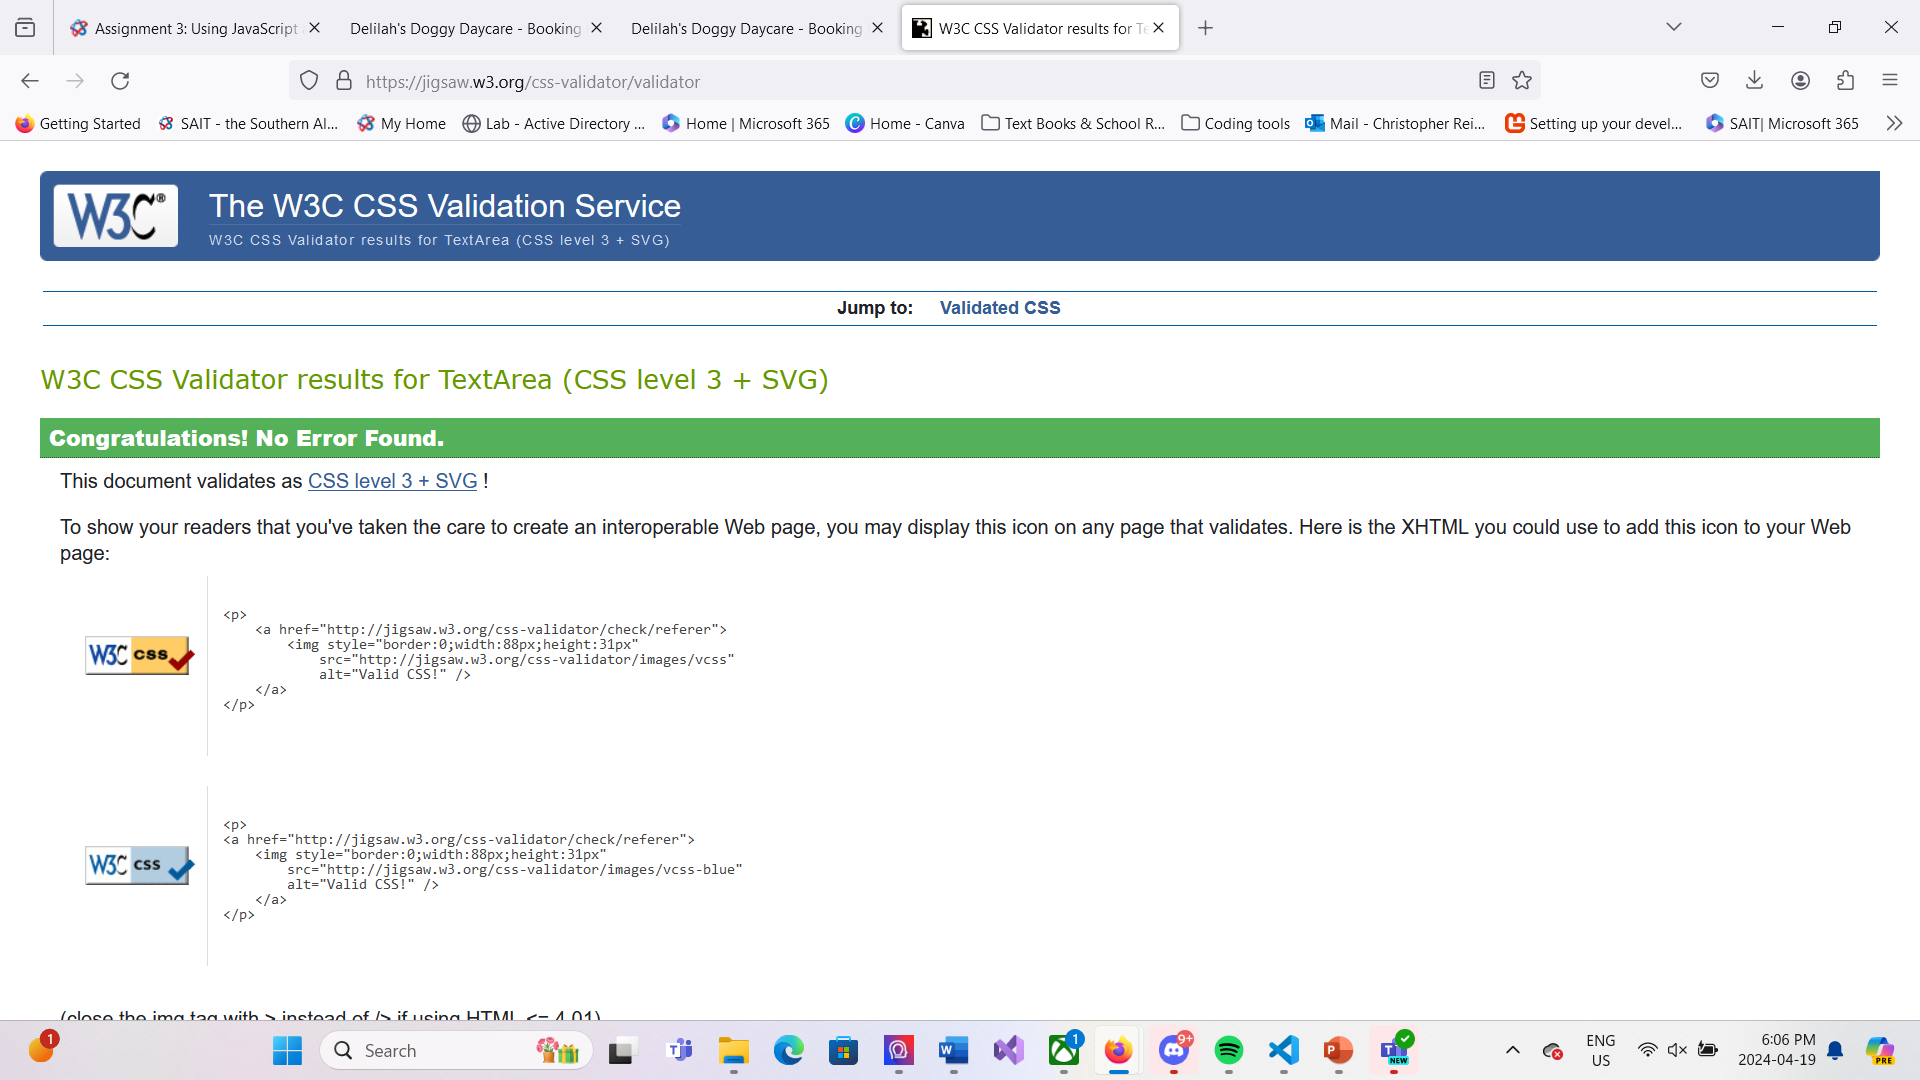 Assignment 3: Using JavaScript
Delilah's Doggy Daycare - Booking
Delilah's Doggy Daycare - Booking
W3C CSS Validator results for Te
https://jigsaw.w3.org/css-validator/validator
Getting Started
SAIT - the Southern Al...
My Home
Lab - Active Directory ...
Home | Microsoft 365
Home - Canva
Text Books & School R...
Coding tools
Mail - Christopher Rei...
Setting up your devel...
SAIT| Microsoft 365
W3C®
The W3C CSS Validation Service
W3C CSS Validator results for TextArea (CSS level 3 + SVG)
Jump to: Validated CSS
W3C CSS Validator results for TextArea (CSS level 3 + SVG)
Congratulations! No Error Found.
This document validates as CSS level 3 + SVG !
To show your readers that you've taken the care to create an interoperable Web page, you may display this icon on any page that validates. Here is the XHTML you could use to add this icon to your Web
page:
W3C css
<p>
<a href="http://jigsaw.w3.org/css-validator/check/referer">
<img style="border:0;width:88px;height:31px"
src="http://jigsaw.w3.org/css-validator/images/vcss"
alt="Valid CSS!" />
</a>
</p>
W3C css
<p>
<a href="http://jigsaw.w3.org/css-validator/check/referer">
<img style="border:0;width:88px;height:31px"
src="http://jigsaw.w3.org/css-validator/images/vcss-blue"
alt="Valid CSS!" />
</a>
</p>
(close the img tag with > instead of /> if using HTML <= 4.01)
1
Search
1
9+
NEW
ENG
US
6:06 PM
2024-04-19
PRE